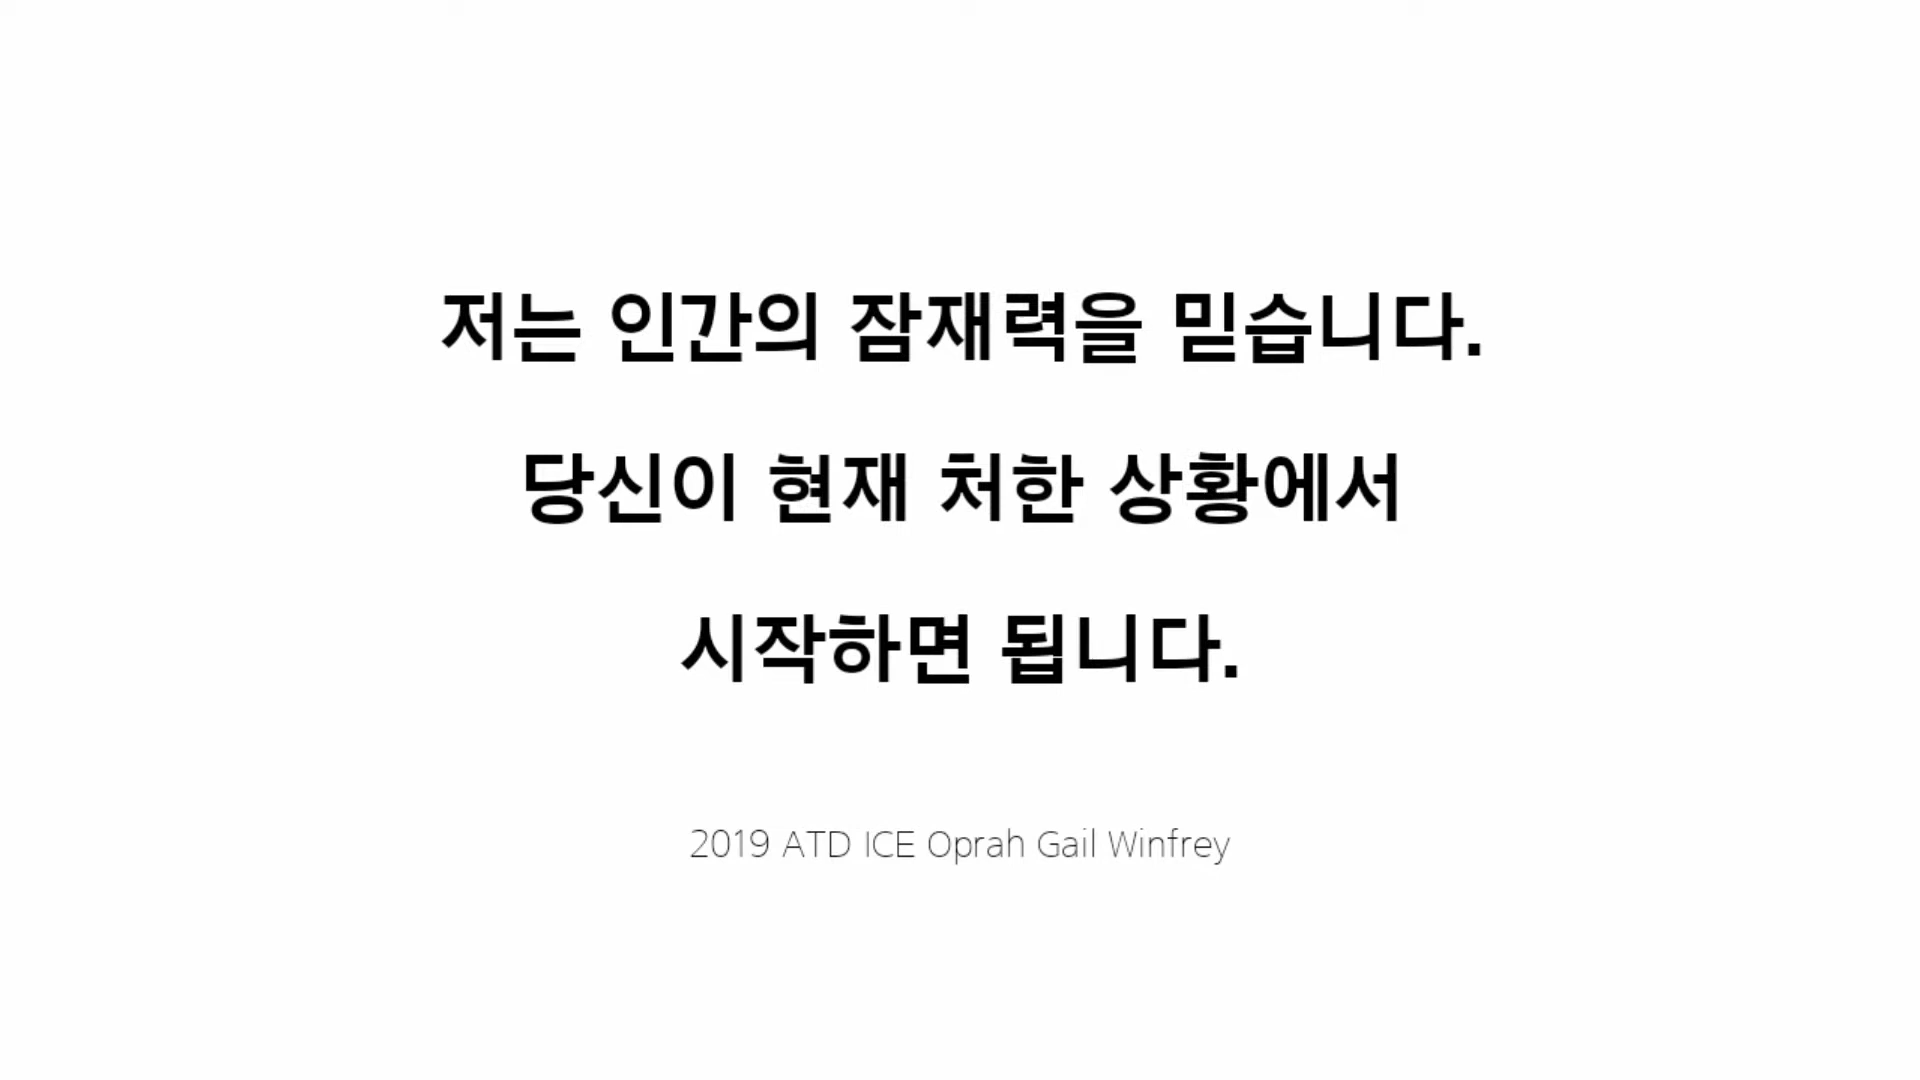 저는 인간의 잠재력을 믿습니다.
당신이 현재 처한 상황에서
시작하면 됩니다.
2019 ATD ICE Oprah Gail Winfrey